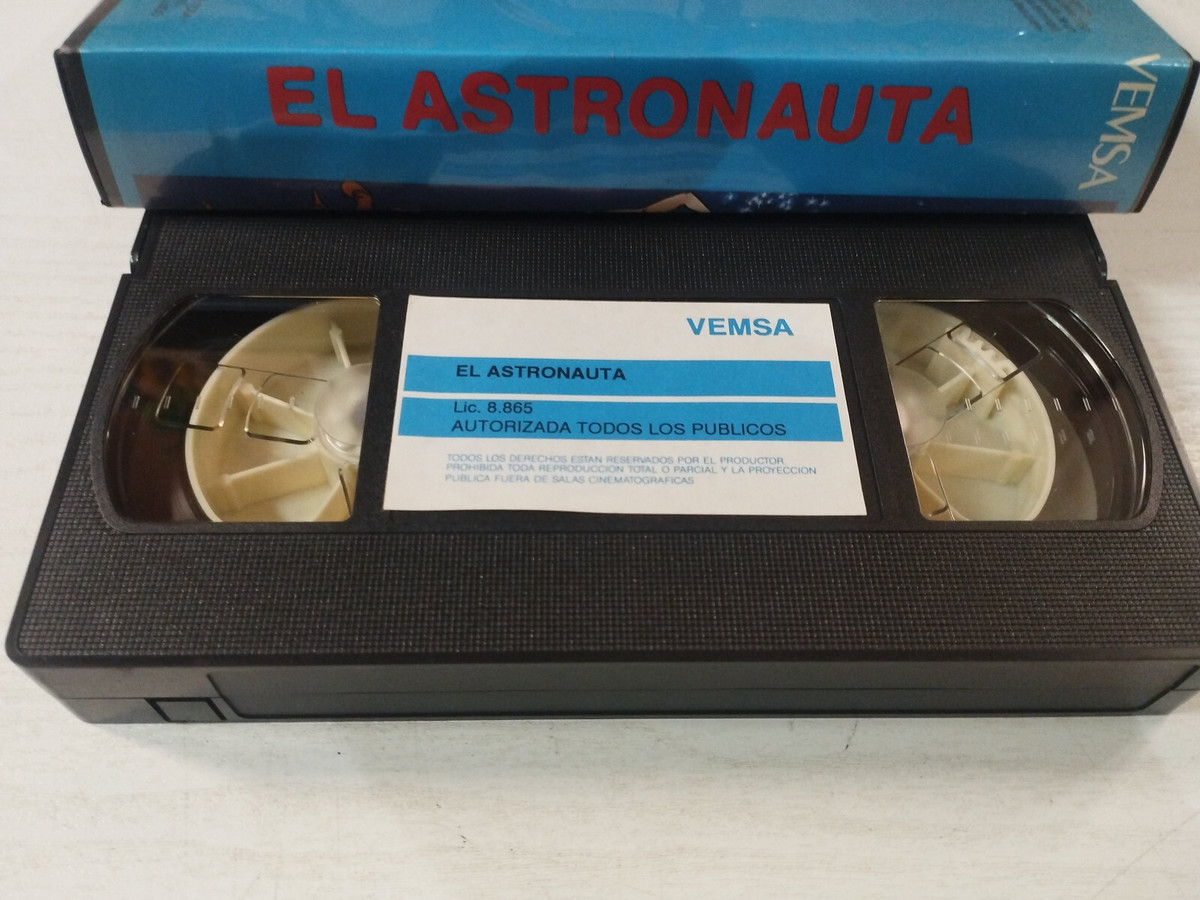 EL ASTRONAUTA
VEMSA
VEMSA
EL ASTRONAUTA
Lic. 8.865
AUTORIZADA TODOS LOS PUBLICOS
TODOS LOS DERECHOS ESTAN RESERVADOS POR EL PRODUCTOR
PROHIBIDA TODA REPRODUCCION TOTAL O PARCIAL Y LA PROYECCION
PUBLICA FUERA DE SALAS CINEMATOGRAFICAS